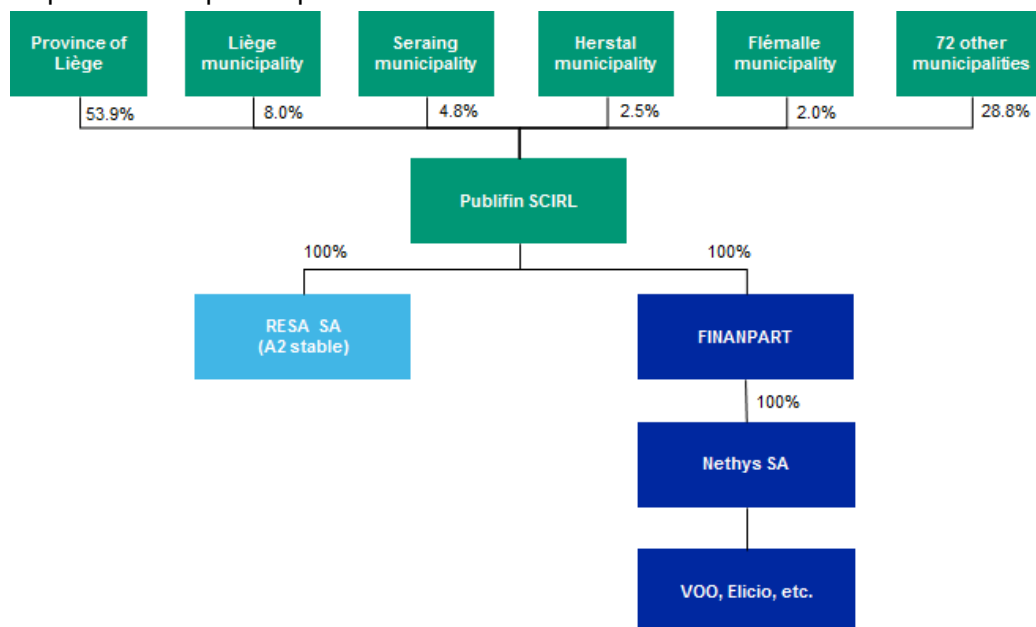 Province of
Liège
Liège
municipality
Seraing
municipality
Herstal
municipality
Flémalle
municipality
72 other
municipalities
53.9%
8.0%
4.8%
2.5%
2.0%
28.8%
Publifin SCIRL
100%
100%
RESA SA
(A2 stable)
FINANPART
100%
Nethys SA
VOO, Elicio, etc.